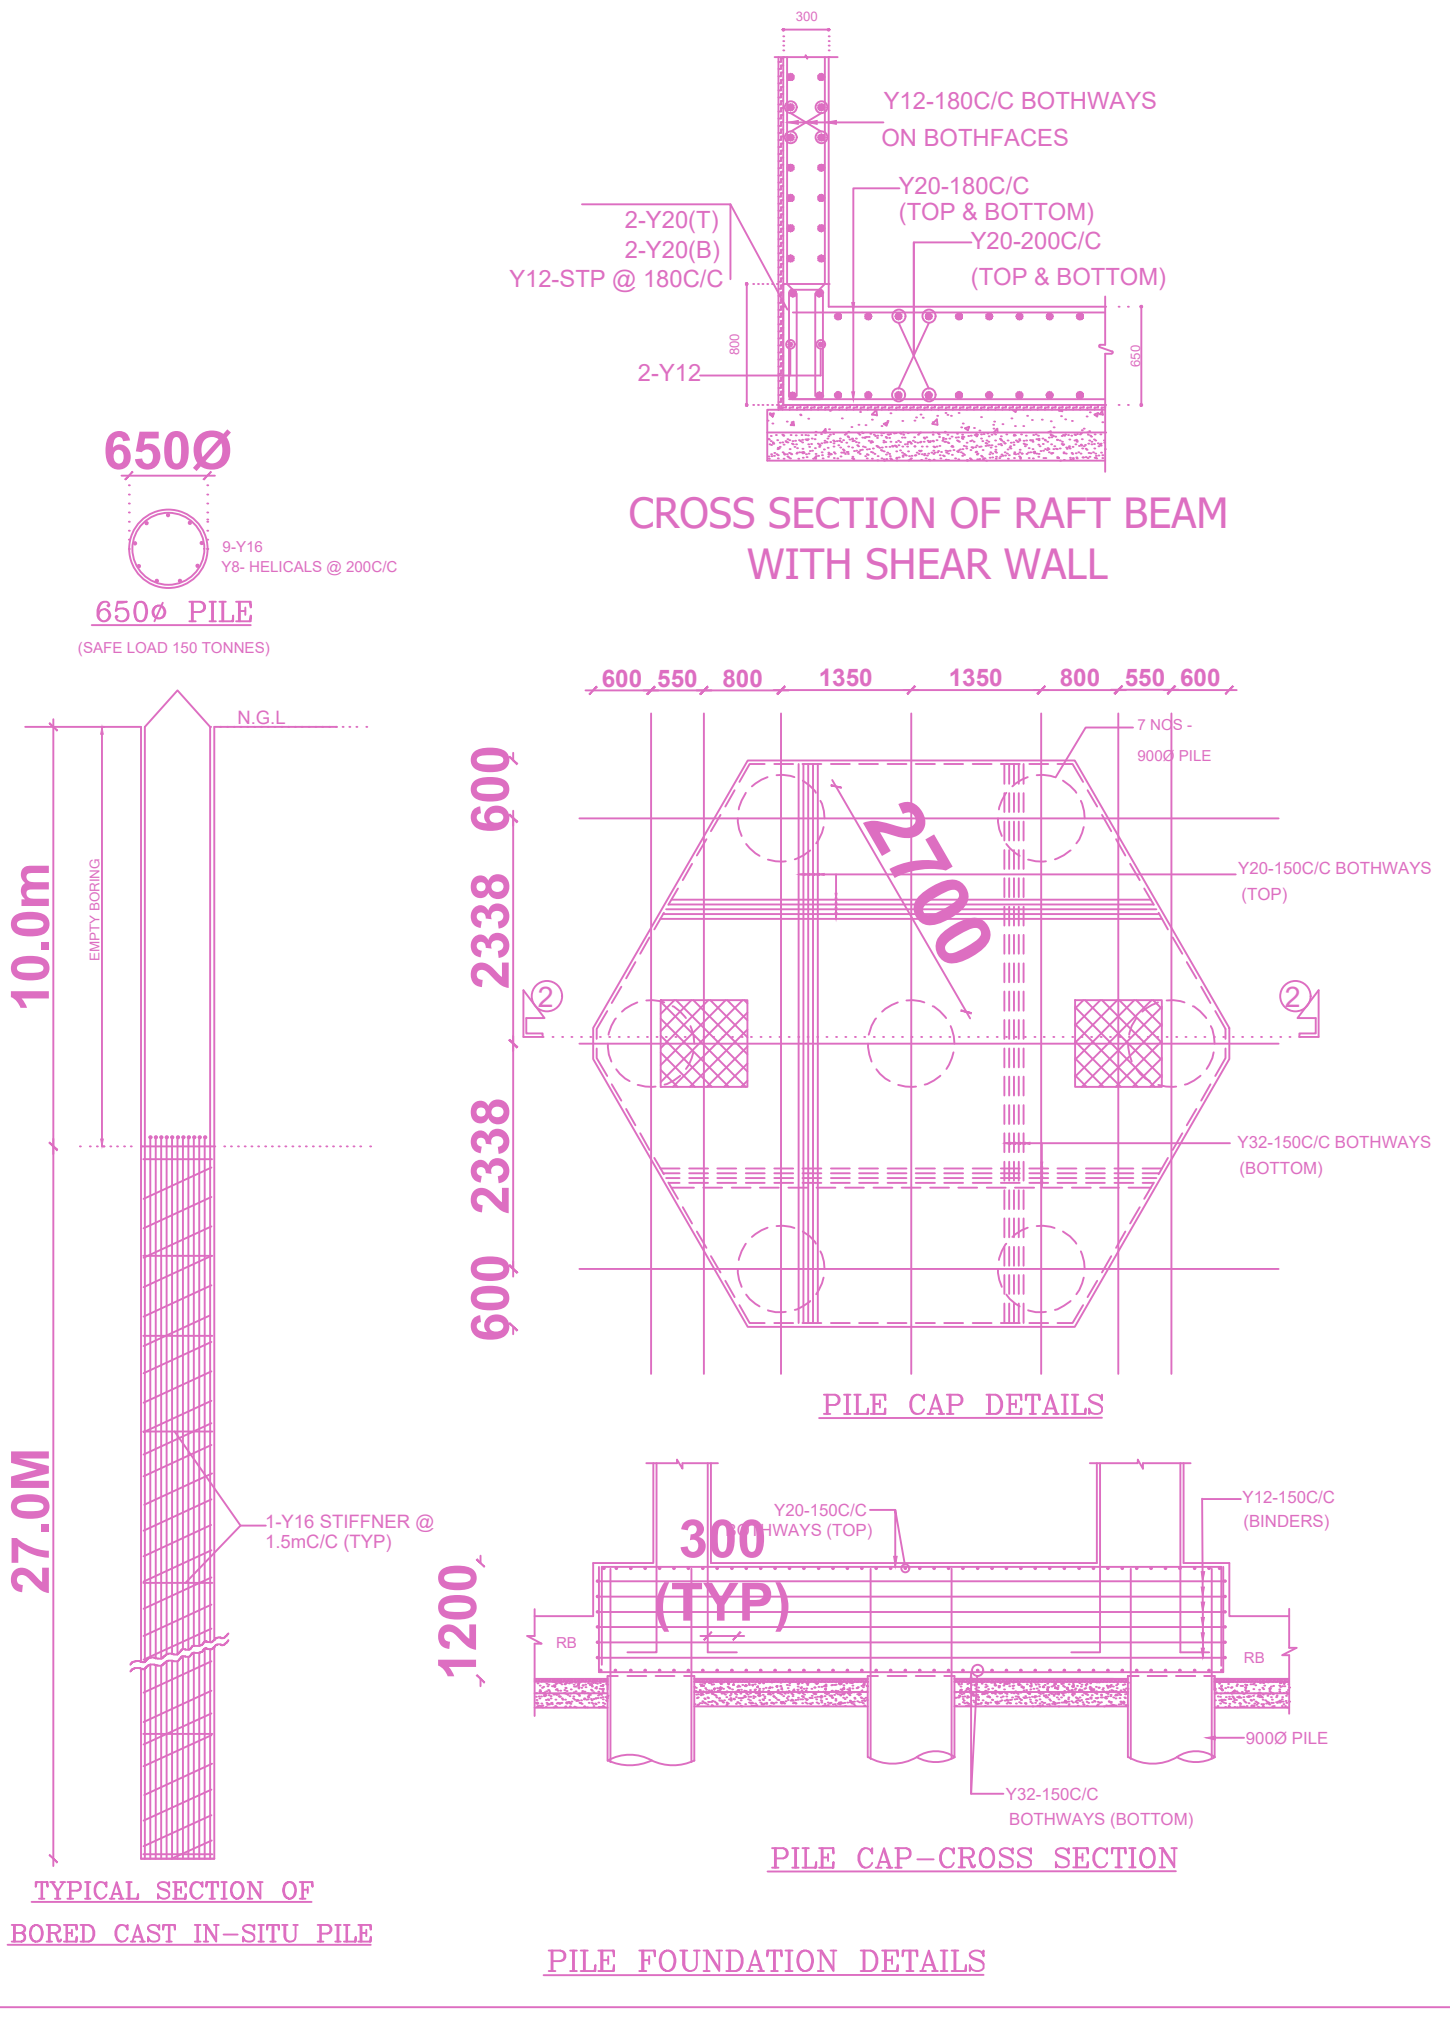 300
Y12-180C/C BOTHWAYS
ON BOTHFACES
Y20-180C/C
(TOP & BOTTOM)
2-Y20(T)
2-Y20(B)
Y12-STP @ 180C/C
Y20-200C/C
(TOP & BOTTOM)
800
650
2-Y12
CROSS SECTION OF RAFT BEAM
WITH SHEAR WALL
650Ø
9-Y16
Y8- HELICALS @ 200C/C
650ø PILE
(SAFE LOAD 150 TONNES)
N.G.L
EMPTY BORING
10.0m
27.0M
1-Y16 STIFFNER @
1.5mC/C (TYP)
TYPICAL SECTION OF
BORED CAST IN-SITU PILE
600 550 800 1350 1350 800 550 600
7 NOS -
900Ø PILE
600
2338
2338
600
2700
Y20-150C/C BOTHWAYS
(TOP)
2
2
Y32-150C/C BOTHWAYS
(BOTTOM)
PILE CAP DETAILS
Y20-150C/C
BOTHWAYS (TOP)
300
(TYP)
Y12-150C/C
(BINDERS)
1200
RB
RB
900Ø PILE
Y32-150C/C
BOTHWAYS (BOTTOM)
PILE CAP-CROSS SECTION
PILE FOUNDATION DETAILS